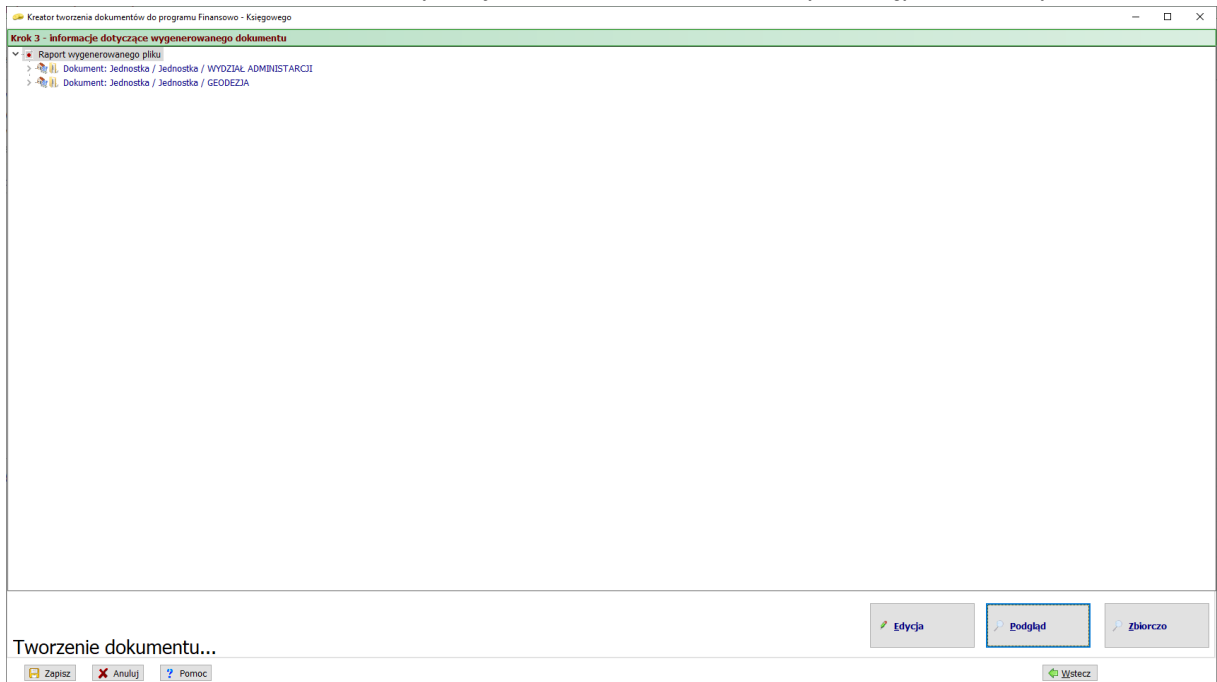 Kreator tworzenia dokumentów do programu Finansowo - Księgowego
Krok 3 - informacje dotyczące wygenerowanego dokumentu
Raport wygenerowanego pliku
Dokument: Jednostka / Jednostka / WYDZIAŁ ADMINISTARCJI
Dokument: Jednostka / Jednostka / GEODEZJA
Edycja Podgląd Zbiorczo
Tworzenie dokumentu...
Zapisz Anuluj ? Pomoc Wstecz